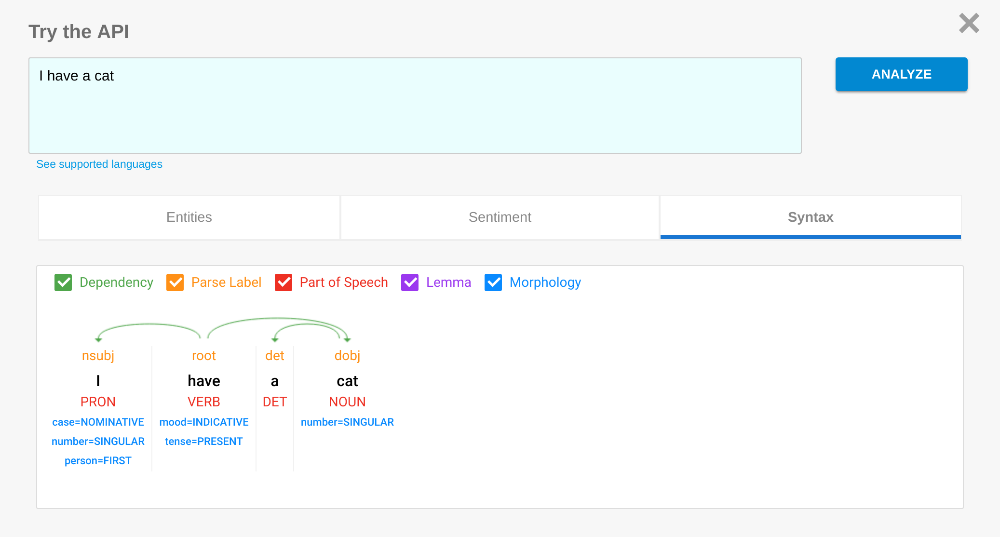 Try the API
I have a cat
ANALYZE
See supported languages
Entities Sentiment Syntax
Dependency Parse Label Part of Speech Lemma Morphology
nsubj root det dobj
I have a cat
PRON VERB DET NOUN
case=NOMINATIVE mood=INDICATIVE number=SINGULAR
number=SINGULAR tense=PRESENT
person=FIRST